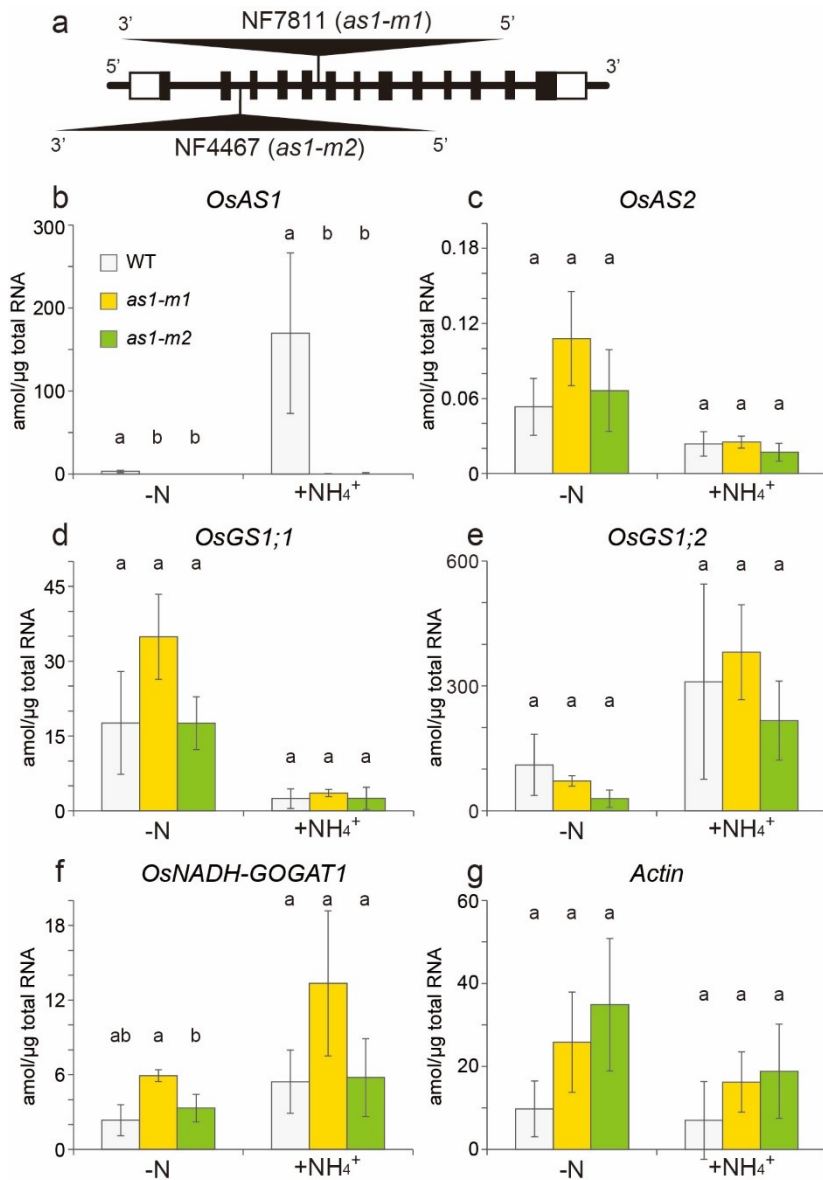 a
3’ NF7811 (as1-m1) 5’
5’ 3’
3’ NF4467 (as1-m2) 5’
b OsAS1
amol/µg total RNA
300
200
100
0
WT
as1-m1
as1-m2
a b b
a b b
-N +NH₄⁺
c OsAS2
amol/µg total RNA
0.18
0.12
0.06
0
a a a
a a a
-N +NH₄⁺
d OsGS1;1
amol/µg total RNA
45
30
15
0
a a a
a a a
-N +NH₄⁺
e OsGS1;2
amol/µg total RNA
600
300
0
a a a
a a a
-N +NH₄⁺
f OsNADH-GOGAT1
amol/µg total RNA
18
12
6
0
ab a b
a a a
-N +NH₄⁺
g Actin
amol/µg total RNA
60
40
20
0
a a a
a a a
-N +NH₄⁺